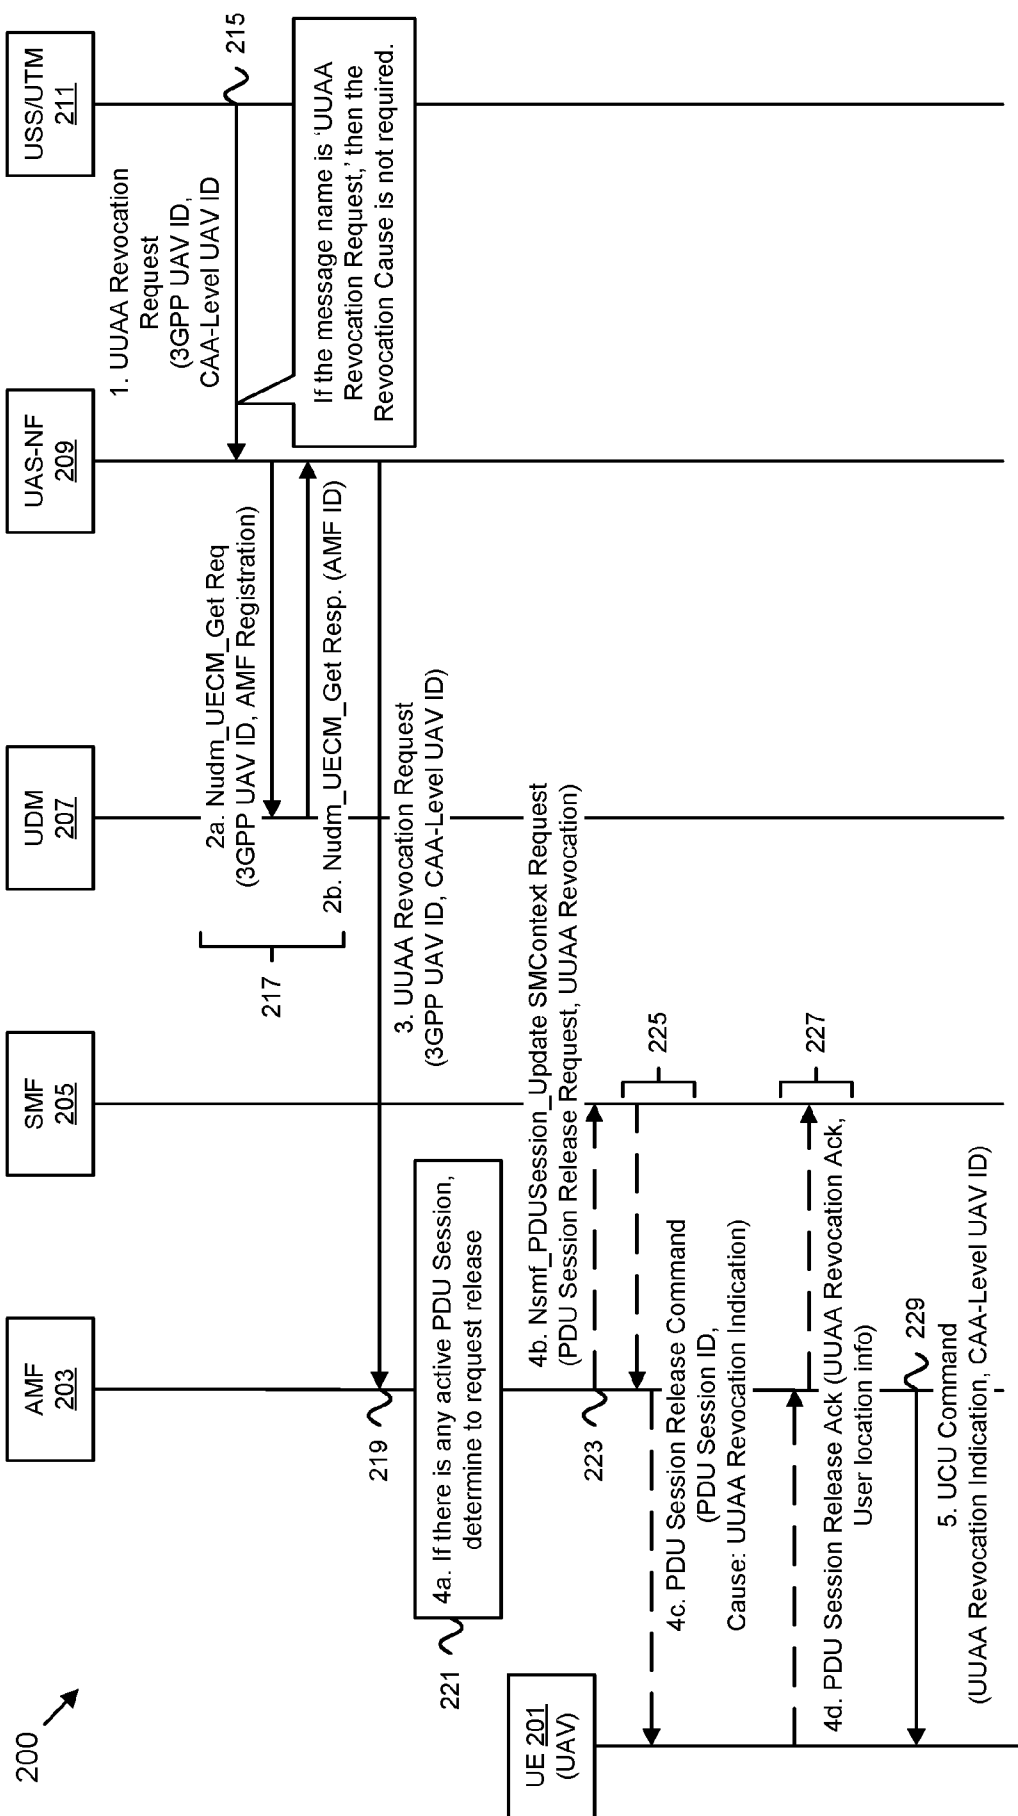 200
UE 201
(UAV)
AMF
203
SMF
205
UDM
207
UAS-NF
209
USS/UTM
211
1. UUAA Revocation
Request
(3GPP UAV ID,
CAA-Level UAV ID
215
If the message name is ‘UUAA
Revocation Request,’ then the
Revocation Cause is not required.
2a. Nudm_UECM_Get Req
(3GPP UAV ID, AMF Registration)
2b. Nudm_UECM_Get Resp. (AMF ID)
217
3. UUAA Revocation Request
(3GPP UAV ID, CAA-Level UAV ID)
219
4a. If there is any active PDU Session,
determine to request release
221
4b. Nsmf_PDUSession_Update SMContext Request
(PDU Session Release Request, UUAA Revocation)
223
4c. PDU Session Release Command
(PDU Session ID,
Cause: UUAA Revocation Indication)
225
4d. PDU Session Release Ack (UUAA Revocation Ack,
User location info)
227
229
5. UCU Command
(UUAA Revocation Indication, CAA-Level UAV ID)